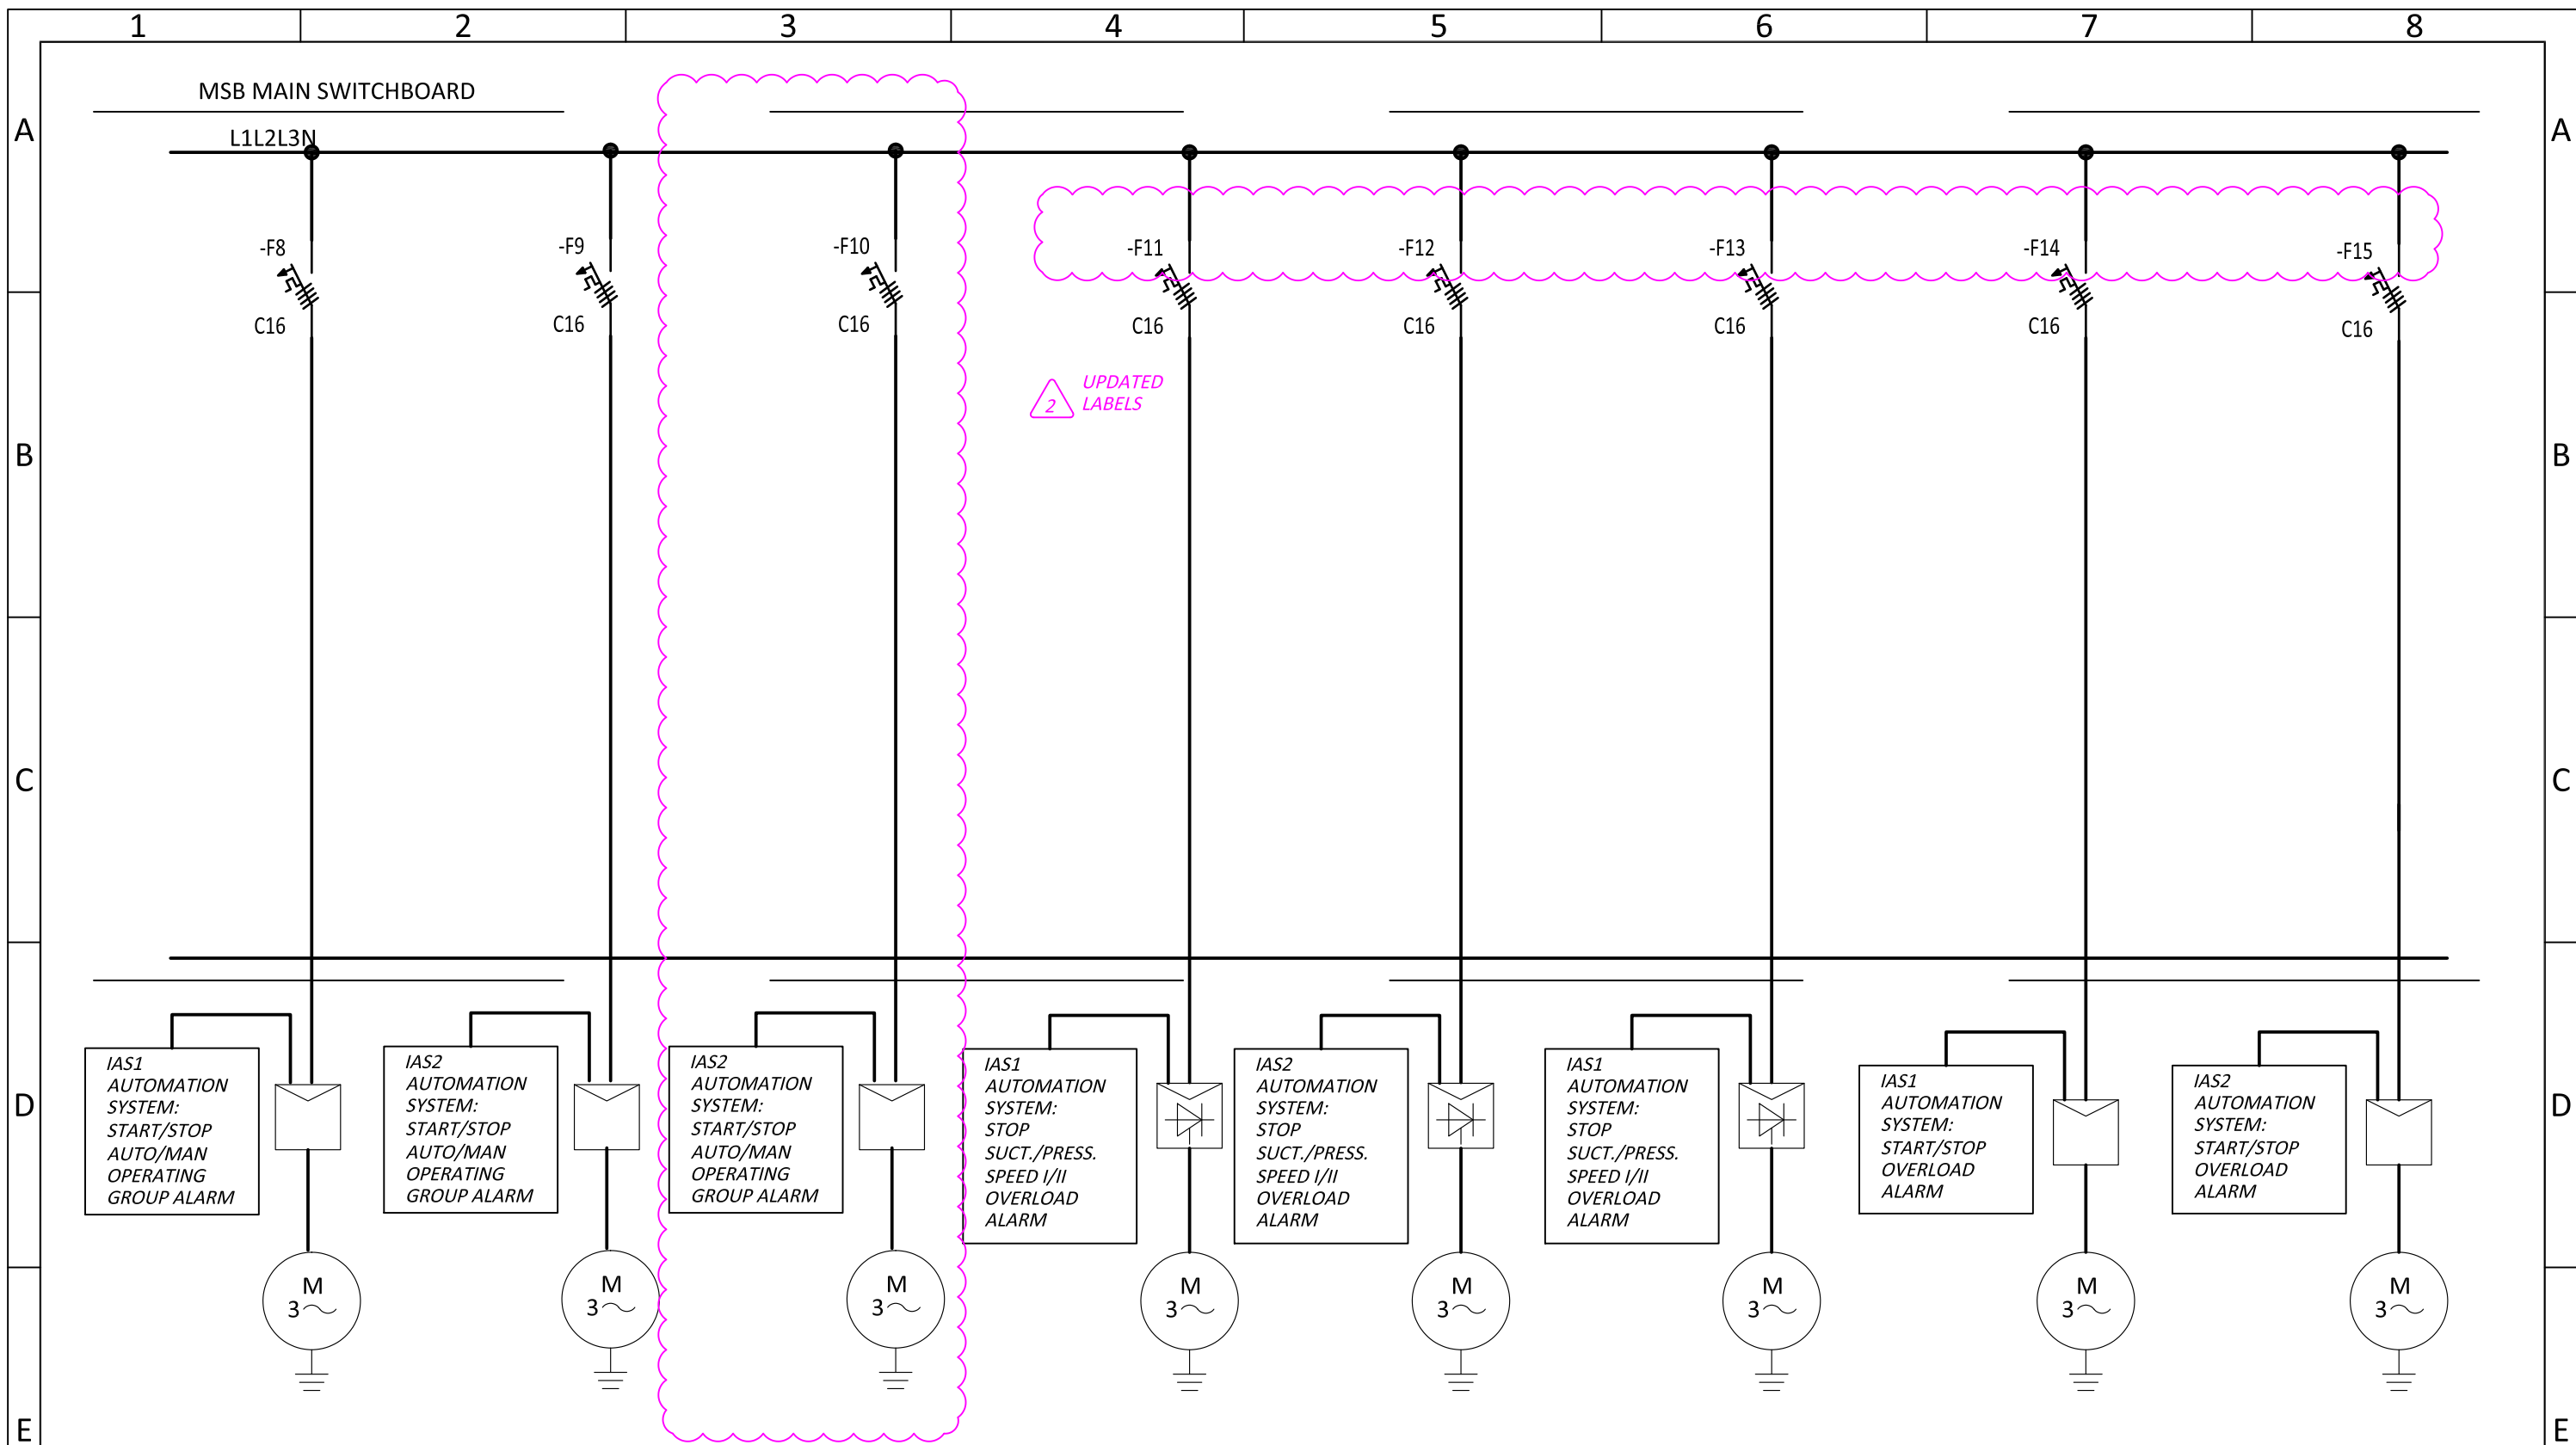 1 2 3 4 5 6 7 8
MSB MAIN SWITCHBOARD
A A
L1L2L3N
-F8 -F9 -F10 -F11 -F12 -F13 -F14 -F15
C16 C16 C16 C16 C16 C16 C16 C16
2 UPDATED
LABELS
B B
C C
D D
IAS1
AUTOMATION
SYSTEM:
START/STOP
AUTO/MAN
OPERATING
GROUP ALARM
IAS2
AUTOMATION
SYSTEM:
START/STOP
AUTO/MAN
OPERATING
GROUP ALARM
IAS2
AUTOMATION
SYSTEM:
START/STOP
AUTO/MAN
OPERATING
GROUP ALARM
IAS1
AUTOMATION
SYSTEM:
STOP
SUCT./PRESS.
SPEED I/II
OVERLOAD
ALARM
IAS2
AUTOMATION
SYSTEM:
STOP
SUCT./PRESS.
SPEED I/II
OVERLOAD
ALARM
IAS1
AUTOMATION
SYSTEM:
STOP
SUCT./PRESS.
SPEED I/II
OVERLOAD
ALARM
IAS1
AUTOMATION
SYSTEM:
START/STOP
OVERLOAD
ALARM
IAS2
AUTOMATION
SYSTEM:
START/STOP
OVERLOAD
ALARM
M M M M M M M M
3 3 3 3 3 3 3 3
E E